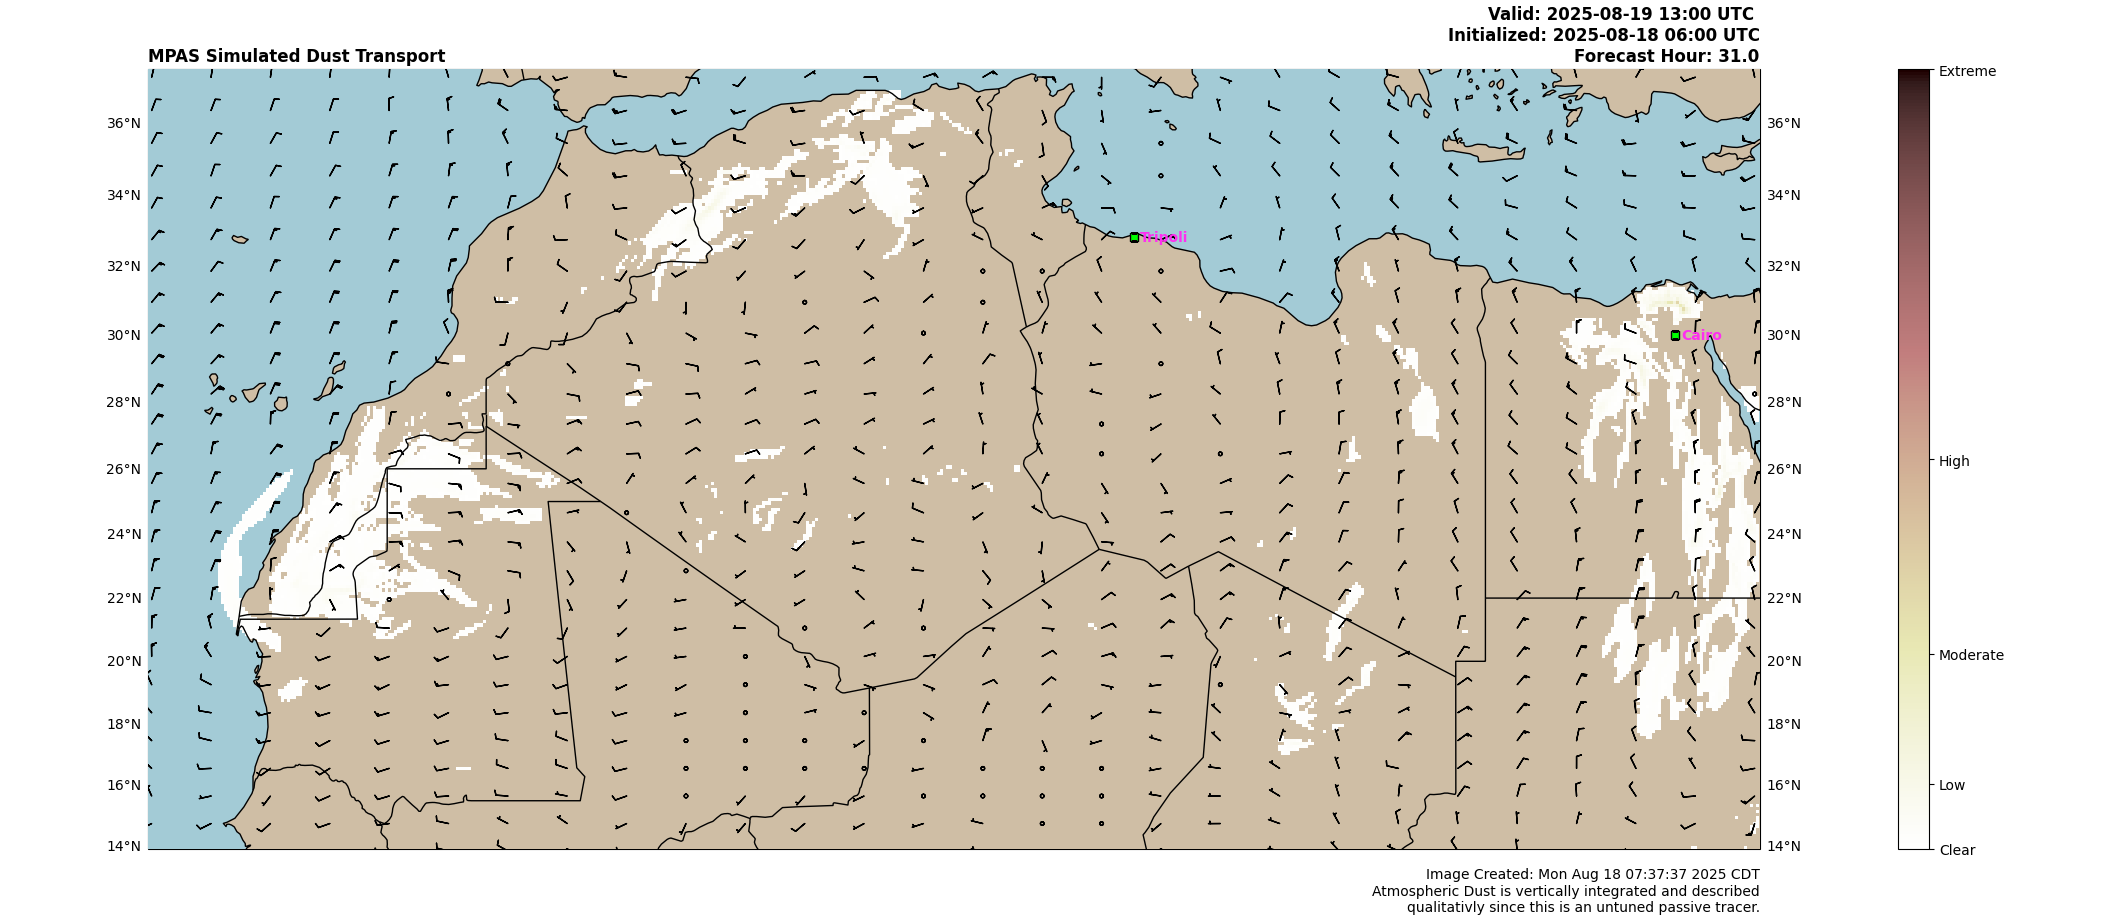 Valid: 2025-08-19 13:00 UTC
Initialized: 2025-08-18 06:00 UTC
MPAS Simulated Dust Transport
Forecast Hour: 31.0
Extreme
36°N
36°N
34°N
34°N
Tripoli
32°N
32°N
30°N
Cairo
30°N
28°N
28°N
High
26°N
26°N
24°N
24°N
22°N
22°N
Moderate
20°N
20°N
18°N
18°N
16°N
16°N
Low
14°N
14°N
Clear
Image Created: Mon Aug 18 07:37:37 2025 CDT
Atmospheric Dust is vertically integrated and described
qualitativly since this is an untuned passive tracer.